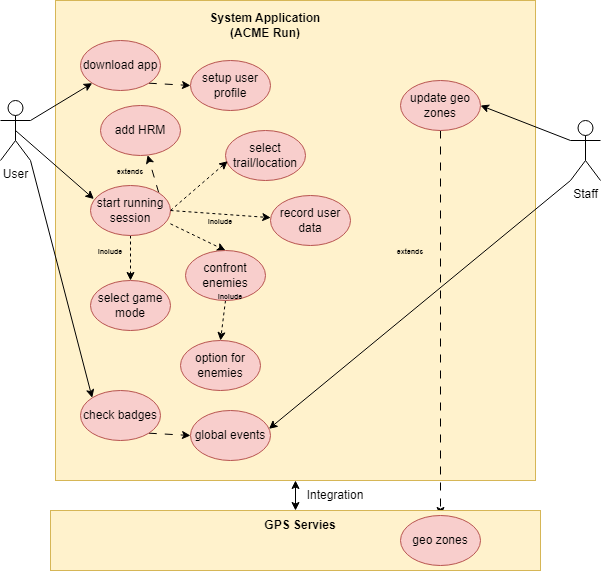 System Application
(ACME Run)
download app
setup user
profile
update geo
zones
add HRM
select
trail/location
User
Staff
extends
start running
session
record user
data
include
include
extends
confront
enemies
include
select game
mode
option for
enemies
check badges
global events
Integration
GPS Servies
geo zones